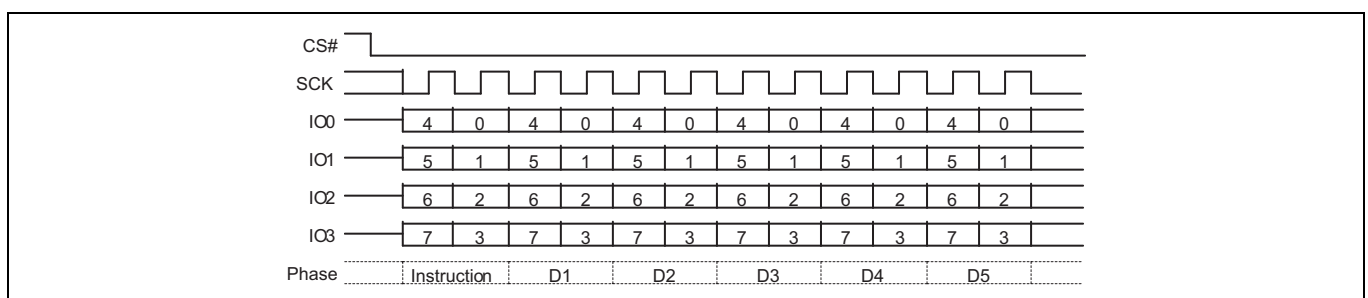 CS#
SCK
IO0 4 0 4 0 4 0 4 0 4 0 4 0
IO1 5 1 5 1 5 1 5 1 5 1 5 1
IO2 6 2 6 2 6 2 6 2 6 2 6 2
IO3 7 3 7 3 7 3 7 3 7 3 7 3
Phase Instruction D1 D2 D3 D4 D5